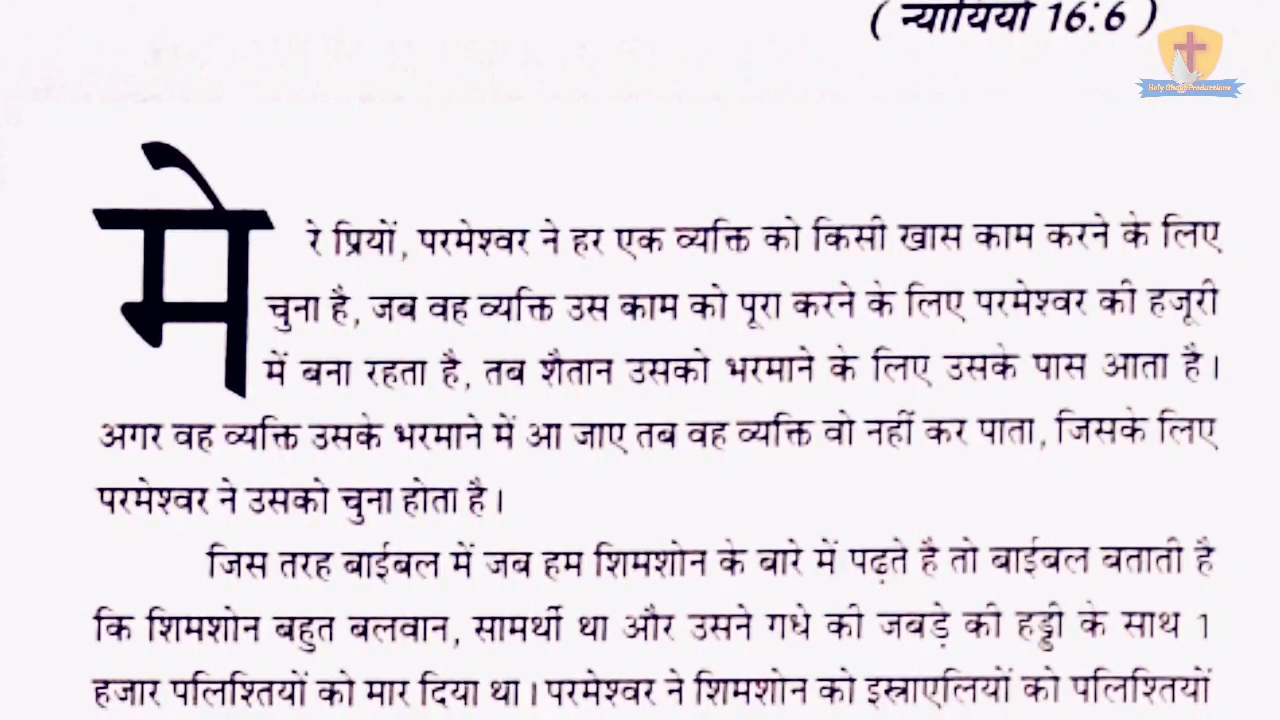 ( न्यायियों 16:6 )
Holy Ghost Productions
मेरे प्रियों, परमेश्वर ने हर एक व्यक्ति को किसी खास काम करने के लिए
चुना है, जब वह व्यक्ति उस काम को पूरा करने के लिए परमेश्वर की हजूरी
में बना रहता है, तब शैतान उसको भरमाने के लिए उसके पास आता है।
अगर वह व्यक्ति उसके भरमाने में आ जाए तब वह व्यक्ति वो नहीं कर पाता, जिसके लिए
परमेश्वर ने उसको चुना होता है।
जिस तरह बाईबल में जब हम शिमशोन के बारे में पढ़ते है तो बाईबल बताती है
कि शिमशोन बहुत बलवान, सामर्थी था और उसने गधे की जबड़े की हड्डी के साथ 1
हजार पलिश्तियों को मार दिया था। परमेश्वर ने शिमशोन को इस्राएलियों को पलिश्तियों